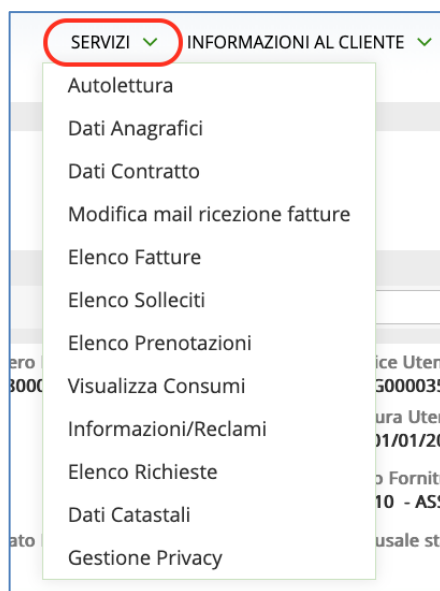 SERVIZI INFORMAZIONI AL CLIENTE
Autolettura
Dati Anagrafici
Dati Contratto
Modifica mail ricezione fatture
Elenco Fatture
Elenco Solleciti
Elenco Prenotazioni
Visualizza Consumi
Informazioni/Reclami
Elenco Richieste
Dati Catastali
Gestione Privacy